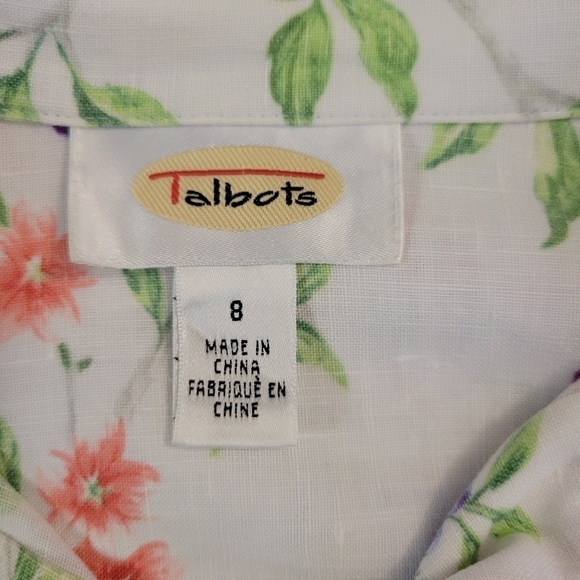 Talbots
8
MADE IN
CHINA
FABRIQUÈ EN
CHINE